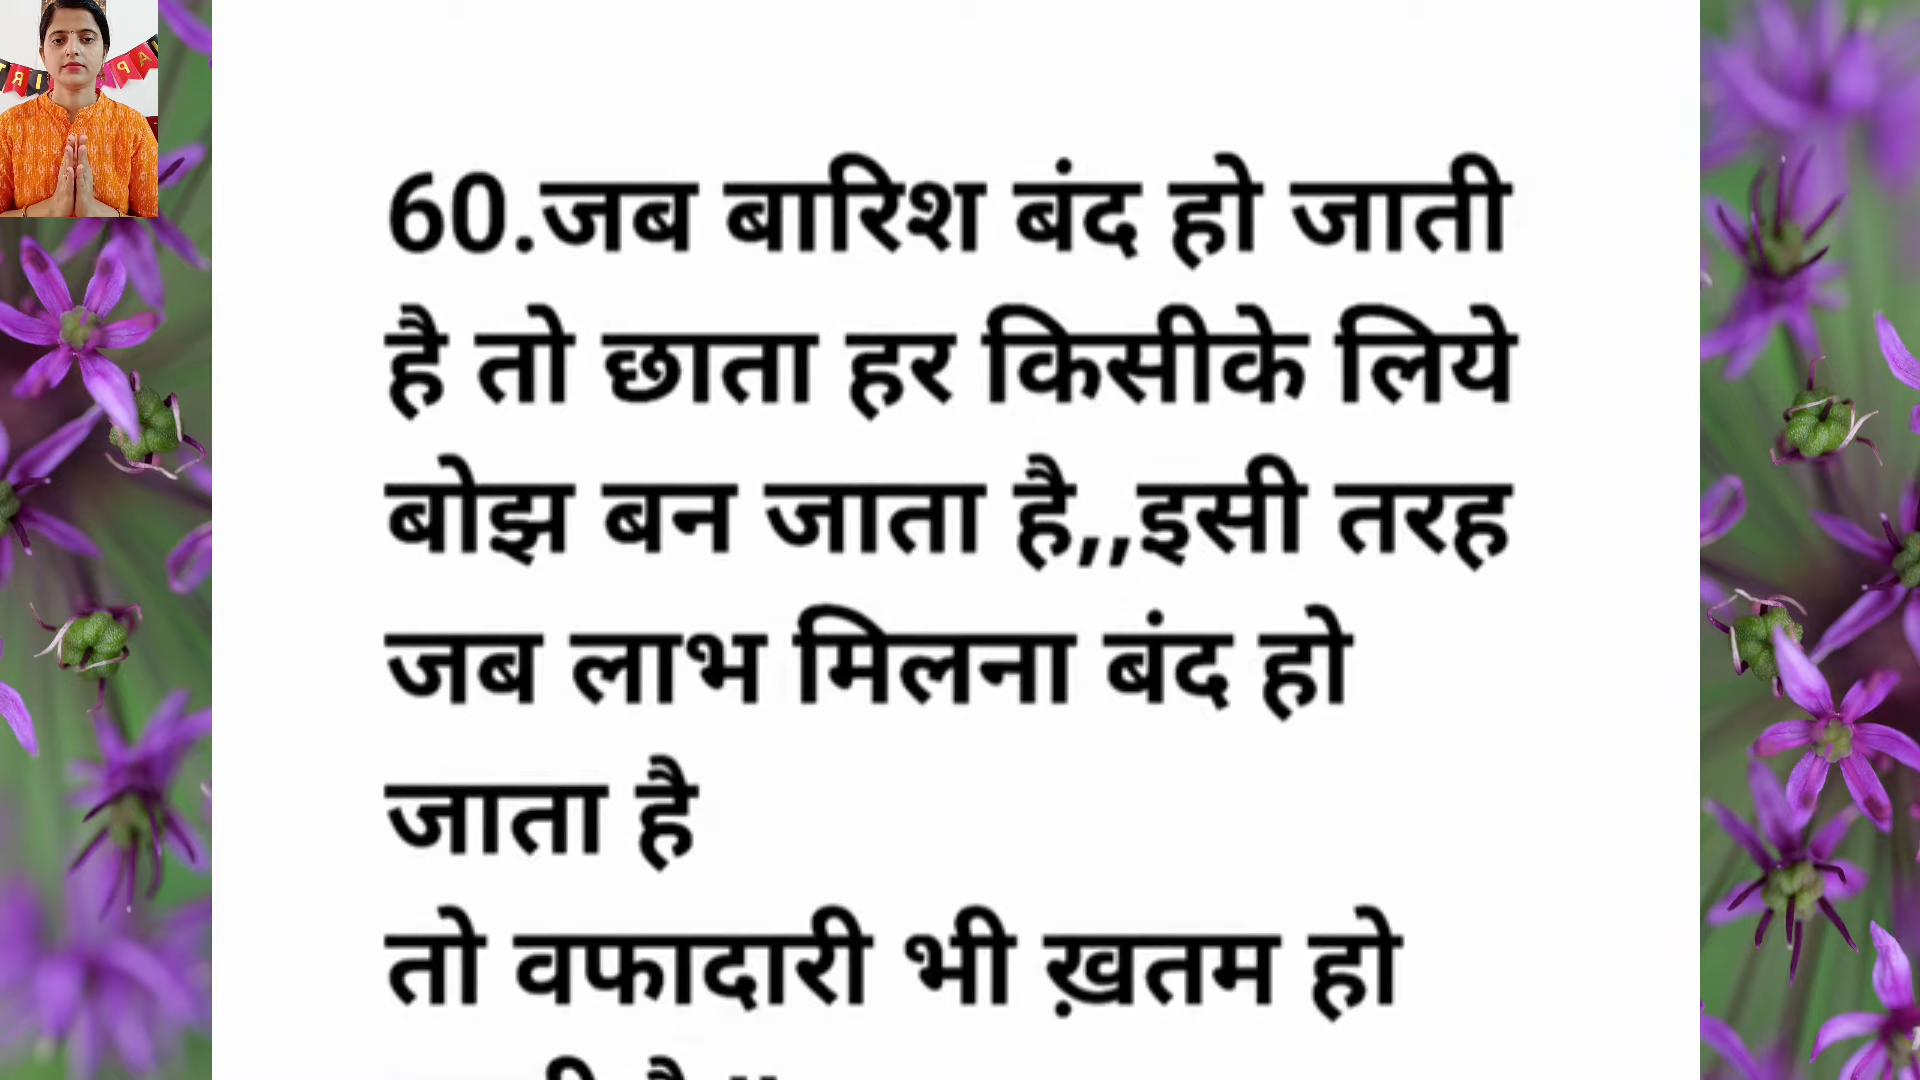 60.जब बारिश बंद हो जाती
है तो छाता हर किसीके लिये
बोझ बन जाता है,,इसी तरह
जब लाभ मिलना बंद हो
जाता है
तो वफादारी भी ख़तम हो